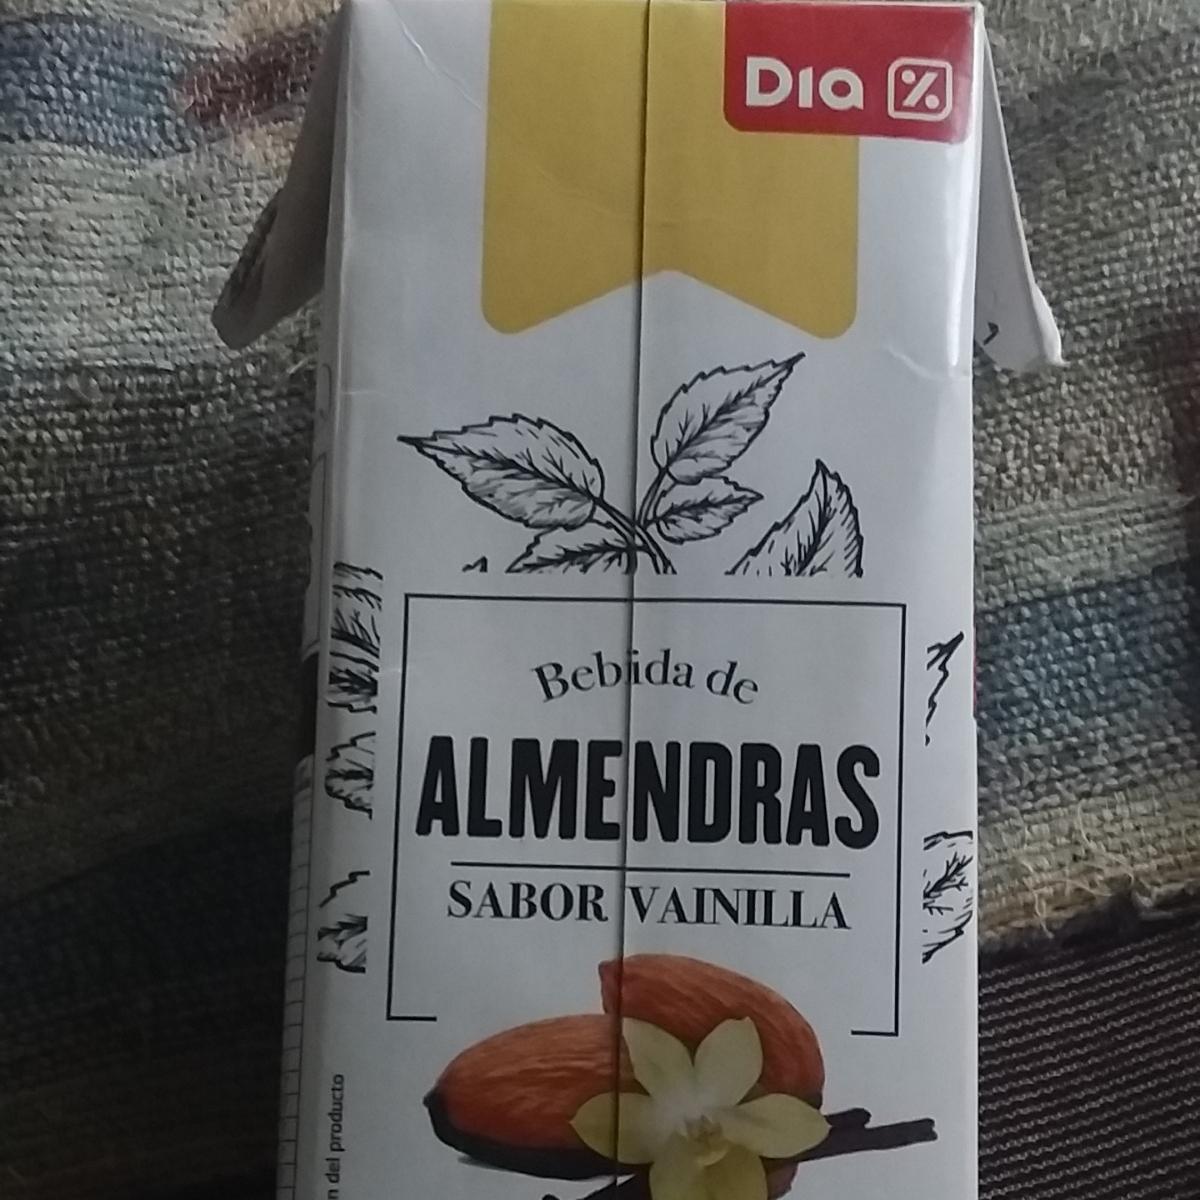 Dia %
Bebida de
ALMENDRAS
SABOR VAINILLA
del producto